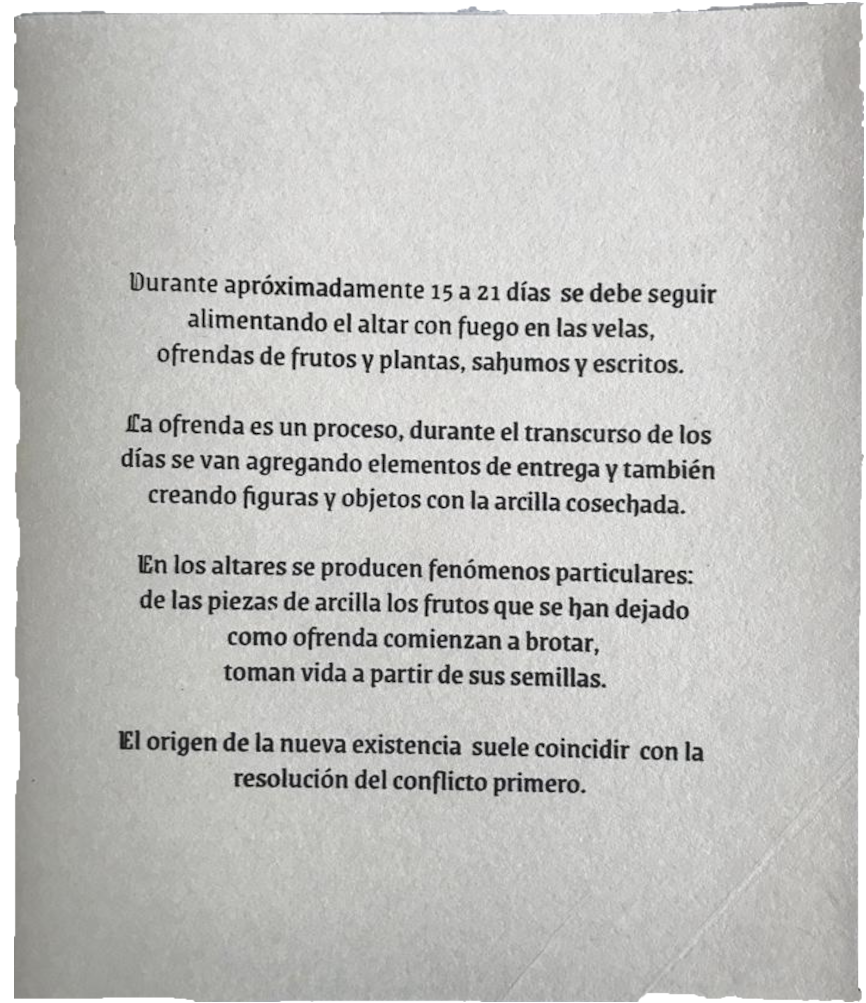 Durante apróximadamente 15 a 21 días se debe seguir
alimentando el altar con fuego en las velas,
ofrendas de frutos y plantas, sahumos y escritos.
La ofrenda es un proceso, durante el transcurso de los
días se van agregando elementos de entrega y también
creando figuras y objetos con la arcilla cosechada.
En los altares se producen fenómenos particulares:
de las piezas de arcilla los frutos que se han dejado
como ofrenda comienzan a brotar,
toman vida a partir de sus semillas.
El origen de la nueva existencia suele coincidir con la
resolución del conflicto primero.